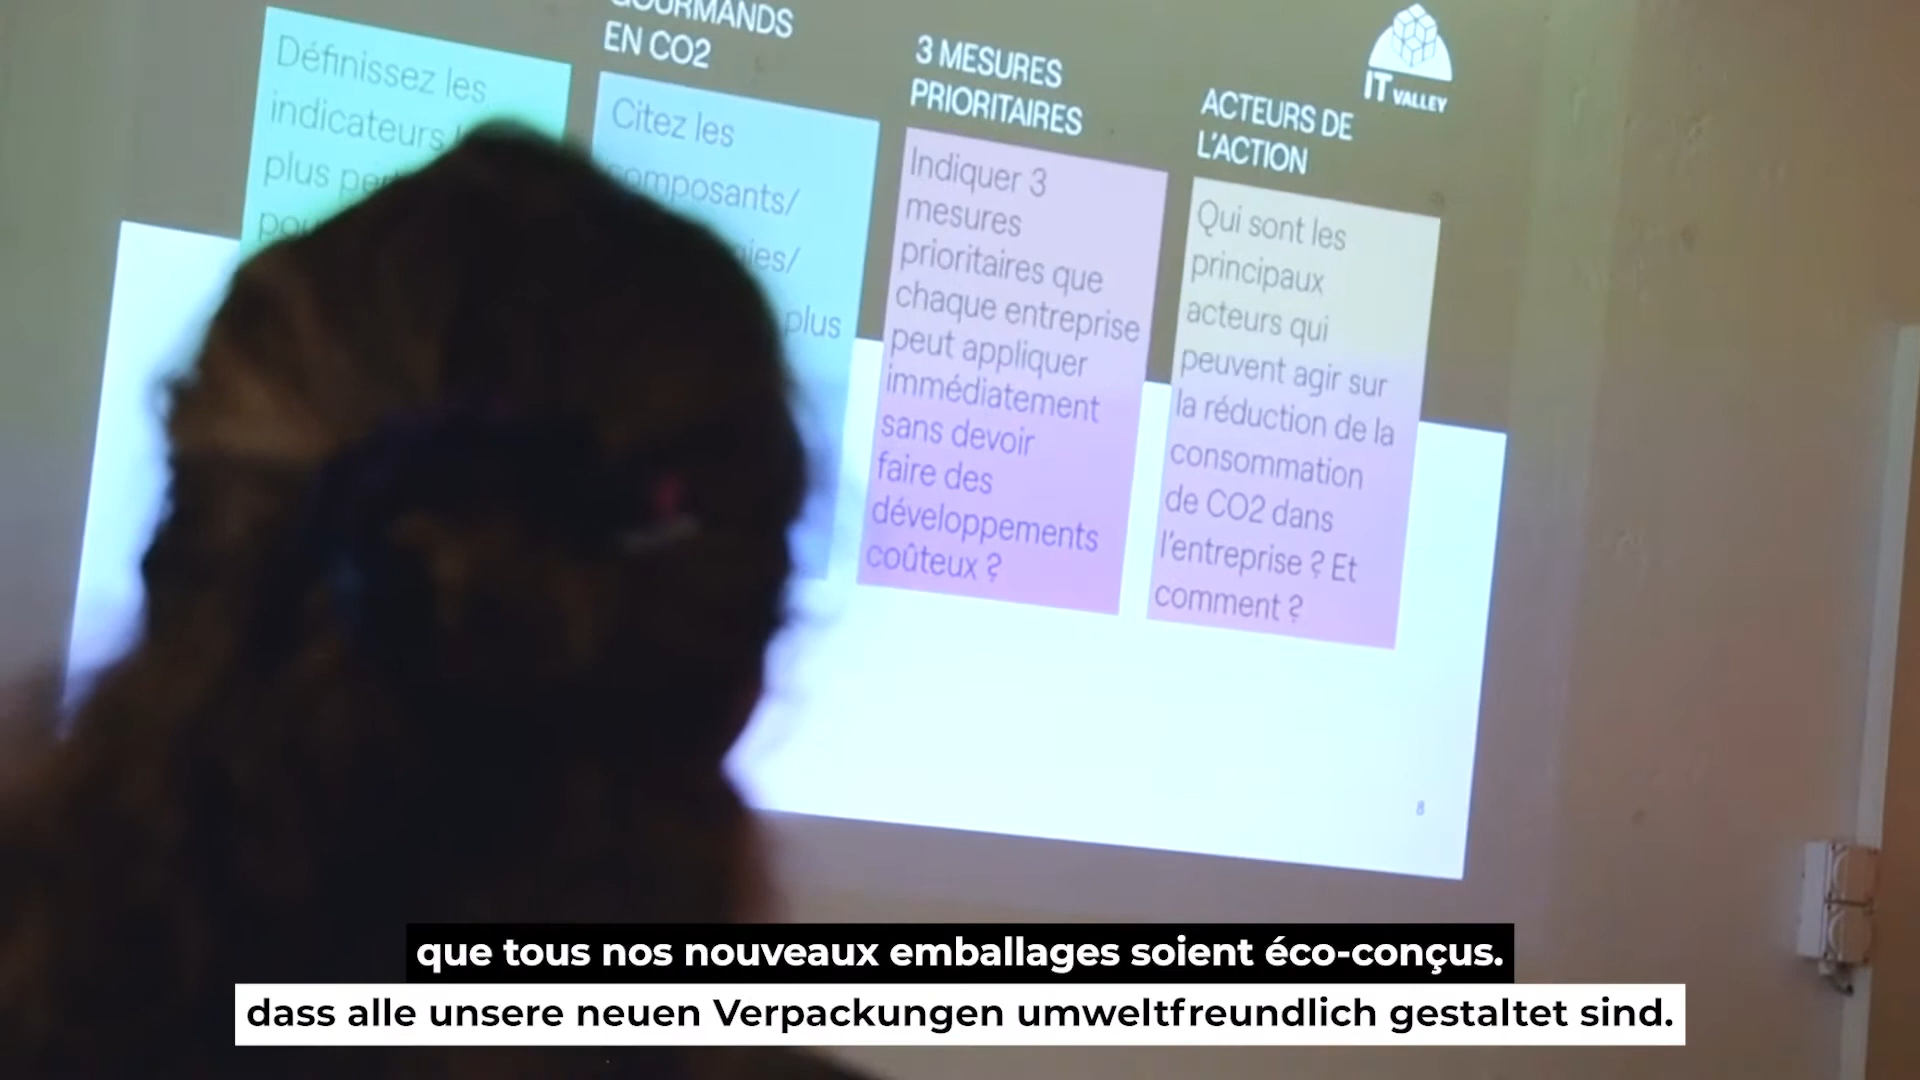 Définissez les
indicateurs
plus
GOURMANDS
EN CO2
Citez les
composants/
plus
3 MESURES
PRIORITAIRES
Indiquer 3
mesures
prioritaires que
chaque entreprise
peut appliquer
immédiatement
sans devoir
faire des
développements
coûteux ?
ACTEURS DE
L'ACTION
Qui sont les
principaux
acteurs qui
peuvent agir sur
la réduction de la
consommation
de CO2 dans
l'entreprise ? Et
comment ?
IT VALLEY
8
que tous nos nouveaux emballages soient éco-conçus.
dass alle unsere neuen Verpackungen umweltfreundlich gestaltet sind.